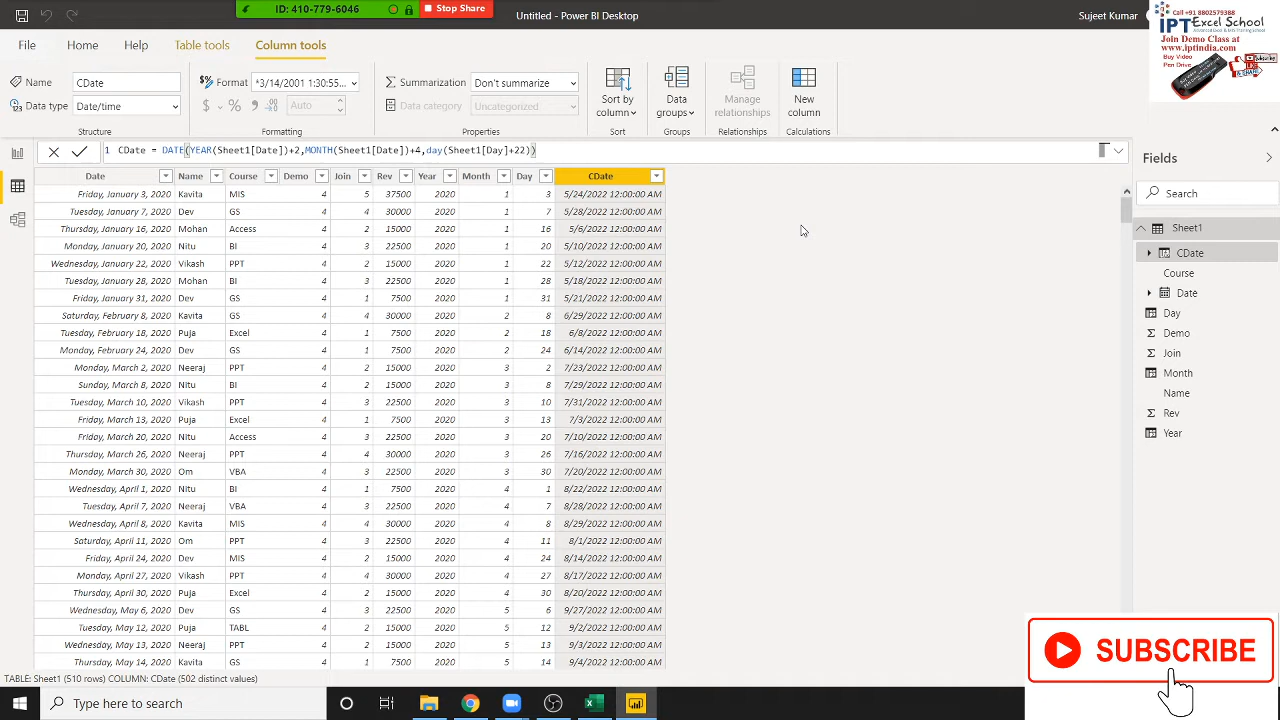 ID: 410-779-6046
Stop Share
Untitled - Power BI Desktop
Sujeet Kumar
Call +91 8802579388
IPT Excel School
Advanced Excel & MIS Training School
Join Demo Class at
www.iptindia.com
Buy Video
Pen Drive
File Home Help Table tools Column tools
Name CDate
Data type Date/time
Structure
Format *3/14/2001 1:30:55...
$ % Auto
Formatting
Summarization Don't summarize
Data category Uncategorized
Properties
Sort by
column
Sort
Data
groups
Groups
Manage
relationships
Relationships
New
column
Calculations
1 CDate = DATE(YEAR(Sheet1[Date])+2,MONTH(Sheet1[Date])+4,day(Sheet1[Day]+22))
Date Name Course Demo Join Rev Year Month Day CDate
Friday, January 3, 2020 Kavita MIS 4 5 37500 2020 1 3 5/24/2022 12:00:00 AM
Tuesday, January 7, 2020 Dev GS 4 4 30000 2020 1 7 5/28/2022 12:00:00 AM
Thursday, January 16, 2020 Mohan Access 4 2 15000 2020 1 16 5/6/2022 12:00:00 AM
Monday, January 20, 2020 Nitu BI 4 3 22500 2020 1 20 5/10/2022 12:00:00 AM
Wednesday, January 22, 2020 Vikash PPT 4 2 15000 2020 1 22 5/12/2022 12:00:00 AM
Tuesday, January 28, 2020 Mohan BI 4 3 22500 2020 1 28 5/18/2022 12:00:00 AM
Friday, January 31, 2020 Dev GS 4 1 7500 2020 1 31 5/21/2022 12:00:00 AM
Saturday, February 8, 2020 Kavita GS 4 4 30000 2020 2 8 6/29/2022 12:00:00 AM
Tuesday, February 18, 2020 Puja Excel 4 1 7500 2020 2 18 6/8/2022 12:00:00 AM
Monday, February 24, 2020 Dev GS 4 1 7500 2020 2 24 6/14/2022 12:00:00 AM
Monday, March 2, 2020 Neeraj PPT 4 2 15000 2020 3 2 7/23/2022 12:00:00 AM
Sunday, March 8, 2020 Nitu BI 4 2 15000 2020 3 8 7/29/2022 12:00:00 AM
Tuesday, March 10, 2020 Vikash PPT 4 3 22500 2020 3 10 7/31/2022 12:00:00 AM
Friday, March 13, 2020 Puja Excel 4 1 7500 2020 3 13 7/3/2022 12:00:00 AM
Friday, March 20, 2020 Nitu Access 4 3 22500 2020 3 20 7/10/2022 12:00:00 AM
Thursday, March 26, 2020 Neeraj PPT 4 4 30000 2020 3 26 7/16/2022 12:00:00 AM
Monday, March 30, 2020 Om VBA 4 3 22500 2020 3 30 7/20/2022 12:00:00 AM
Wednesday, April 1, 2020 Nitu BI 4 1 7500 2020 4 1 8/22/2022 12:00:00 AM
Tuesday, April 7, 2020 Neeraj VBA 4 3 22500 2020 4 7 8/28/2022 12:00:00 AM
Wednesday, April 8, 2020 Kavita MIS 4 4 30000 2020 4 8 8/29/2022 12:00:00 AM
Saturday, April 11, 2020 Om PPT 4 3 22500 2020 4 11 8/1/2022 12:00:00 AM
Friday, April 24, 2020 Dev MIS 4 2 15000 2020 4 24 8/14/2022 12:00:00 AM
Monday, April 27, 2020 Vikash PPT 4 4 30000 2020 4 27 8/17/2022 12:00:00 AM
Thursday, April 30, 2020 Puja Excel 4 2 15000 2020 4 30 8/20/2022 12:00:00 AM
Wednesday, May 6, 2020 Dev GS 4 3 22500 2020 5 6 9/27/2022 12:00:00 AM
Tuesday, May 12, 2020 Puja TABL 4 2 15000 2020 5 12 9/2/2022 12:00:00 AM
Wednesday, May 13, 2020 Neeraj PPT 4 2 15000 2020 5 13 9/3/2022 12:00:00 AM
Thursday, May 14, 2020 Kavita GS 4 1 7500 2020 5 14 9/4/2022 12:00:00 AM
TABLE: Sheet1 (510 rows) COLUMN: CDate (502 distinct values)
Fields
Search
Sheet1
CDate
Course
Date
Day
Demo
Join
Month
Name
Rev
Year
SUBSCRIBE
Type here to search